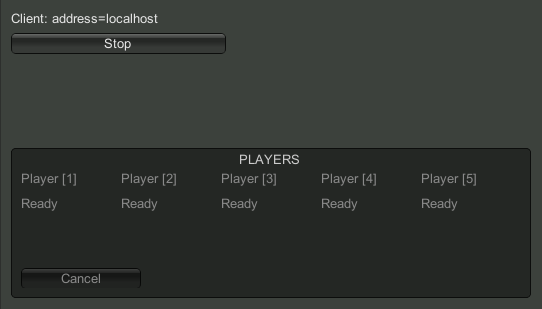 Client: address=localhost
Stop
PLAYERS
Player [1] Player [2] Player [3] Player [4] Player [5]
Ready Ready Ready Ready Ready
Cancel